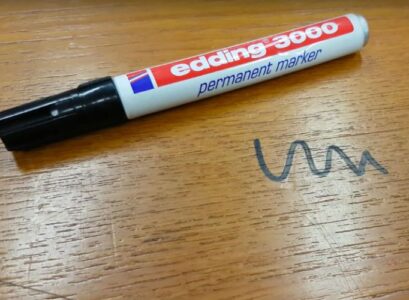 edding 3000
permanent marker